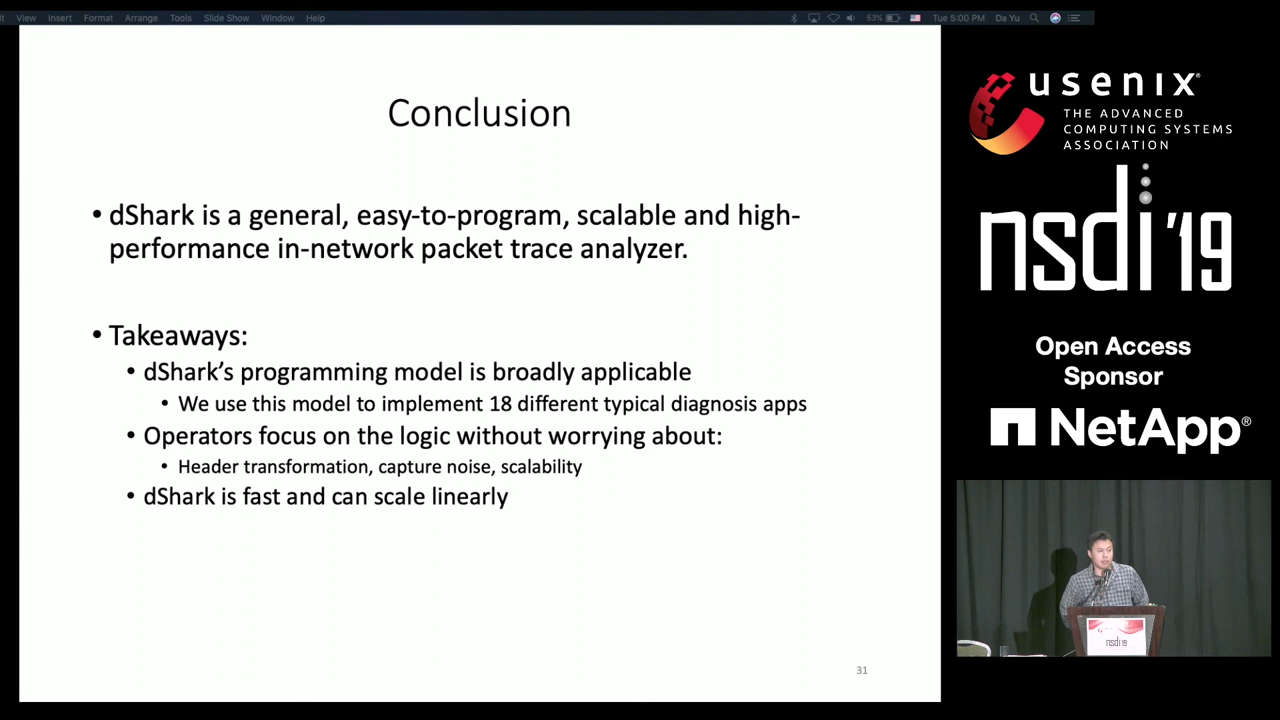 View Insert Format Arrange Tools Slide Show Window Help
53% Tue 5:00 PM Da Yu
Conclusion
• dShark is a general, easy-to-program, scalable and high-
performance in-network packet trace analyzer.
• Takeaways:
• dShark’s programming model is broadly applicable
• We use this model to implement 18 different typical diagnosis apps
• Operators focus on the logic without worrying about:
• Header transformation, capture noise, scalability
• dShark is fast and can scale linearly
31
usenix®
THE ADVANCED
COMPUTING SYSTEMS
ASSOCIATION
nsdi '19
Open Access
Sponsor
NetApp®
nsdi '19